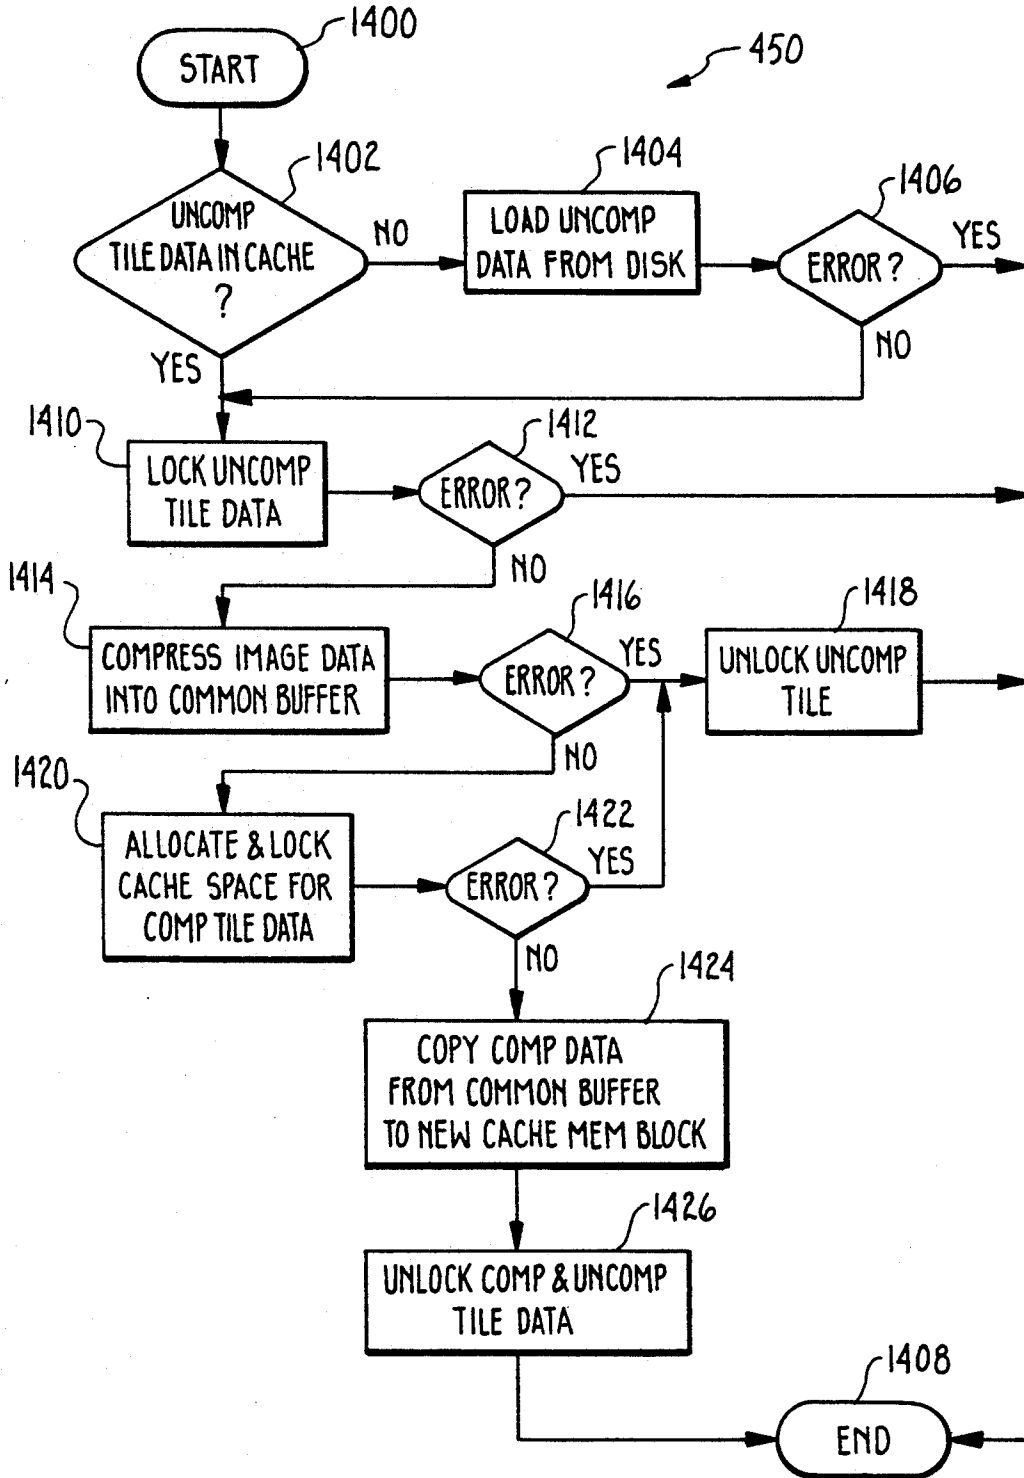 1400
START
450
1402
UNCOMP
TILE DATA IN CACHE
?
NO
1404
LOAD UNCOMP
DATA FROM DISK
1406
ERROR?
YES
NO
YES
1410
LOCK UNCOMP
TILE DATA
1412
ERROR?
YES
NO
1414
COMPRESS IMAGE DATA
INTO COMMON BUFFER
1416
ERROR?
YES
NO
1418
UNLOCK UNCOMP
TILE
1420
ALLOCATE & LOCK
CACHE SPACE FOR
COMP TILE DATA
1422
ERROR?
YES
NO
1424
COPY COMP DATA
FROM COMMON BUFFER
TO NEW CACHE MEM BLOCK
1426
UNLOCK COMP & UNCOMP
TILE DATA
1408
END